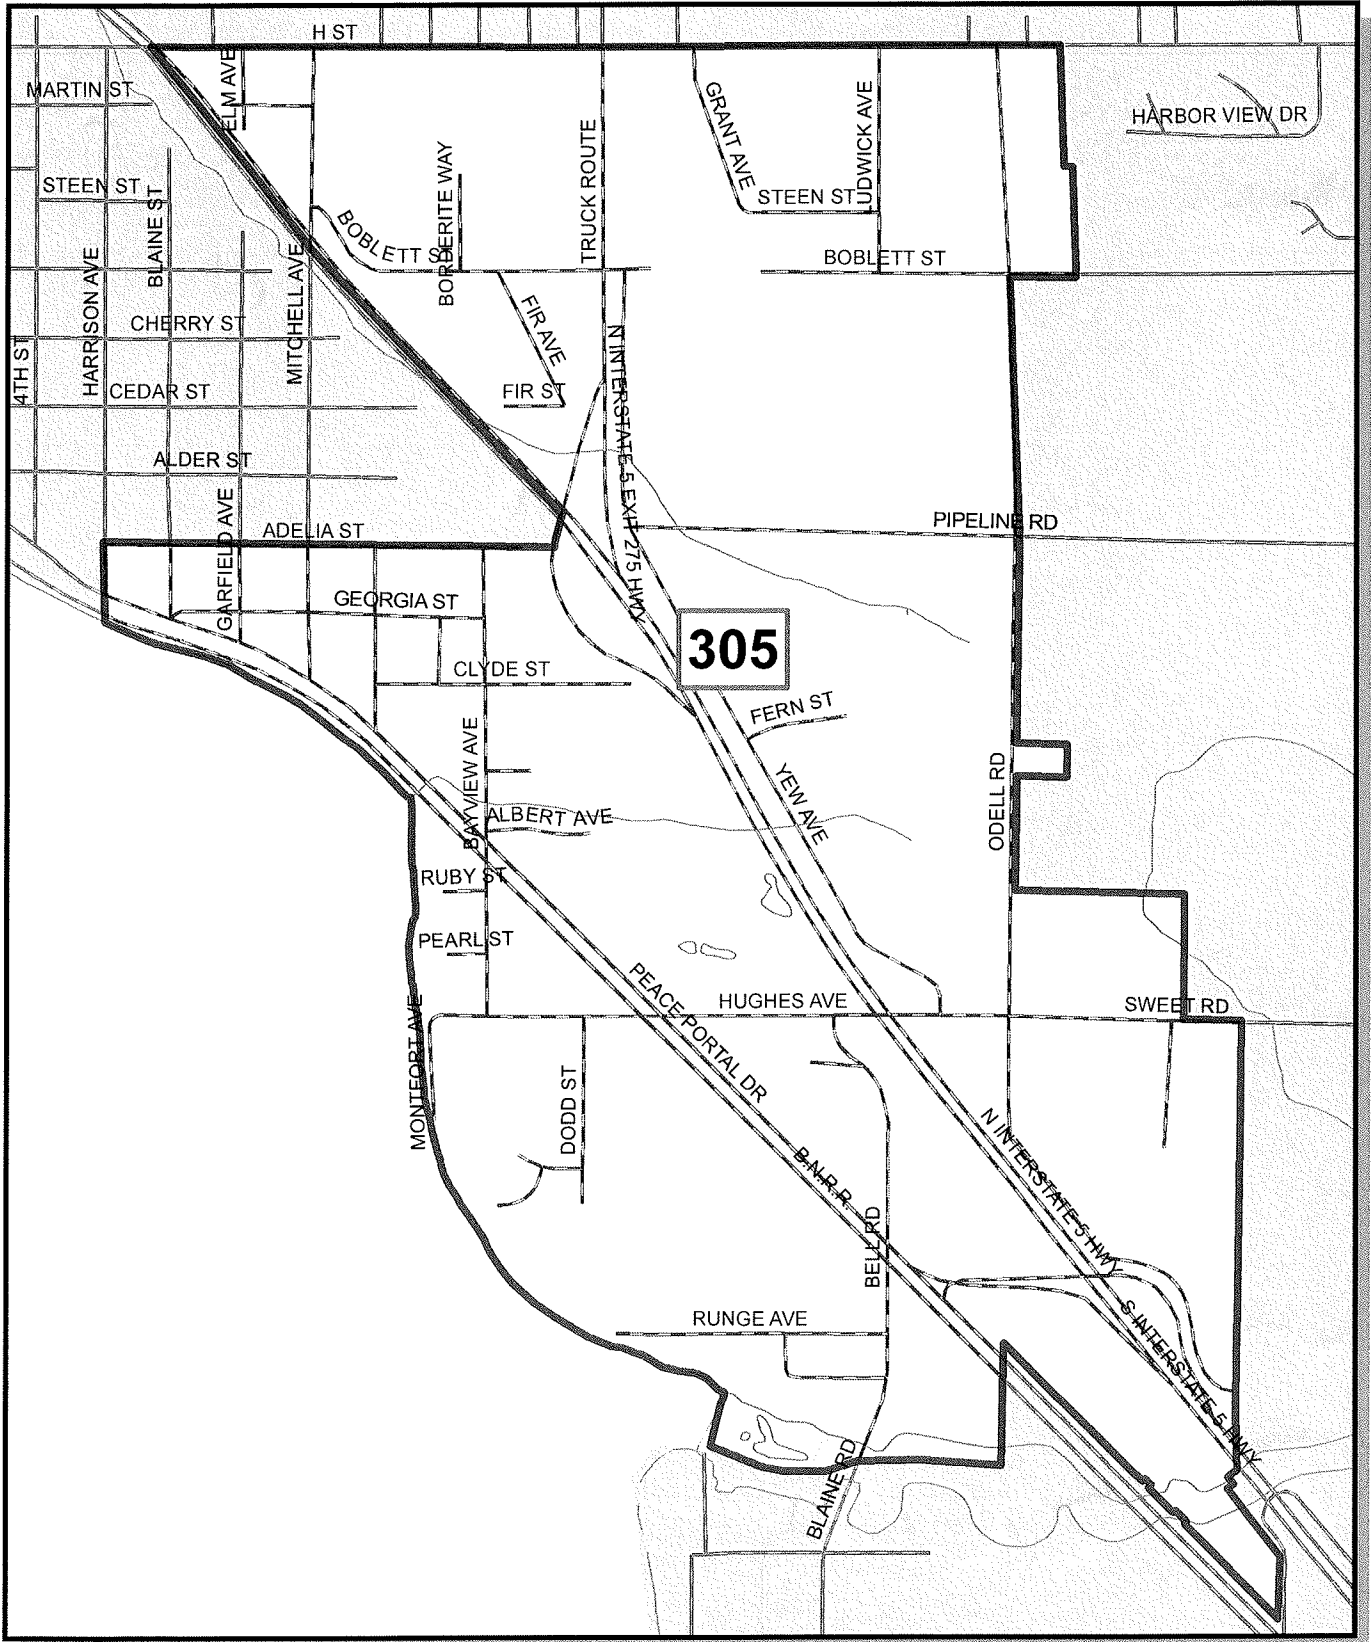 H ST
MARTIN ST
ELM AVE
HARBOR VIEW DR
GRANT AVE
LUDWICK AVE
TRUCK ROUTE
BORDERITE WAY
STEEN ST
BLAINE ST
STEEN ST
BOBLETT ST
BOBLETT ST
HARRISON AVE
MITCHELL AVE
CHERRY ST
FIR AVE
4TH ST
CEDAR ST
FIR ST
N INTERSTATE 5 EXIT 275 HWY
ALDER ST
GARFIELD AVE
ADELIA ST
PIPELINE RD
GEORGIA ST
305
CLYDE ST
FERN ST
BAYVIEW AVE
YEW AVE
ODELL RD
ALBERT AVE
RUBY ST
PEARL ST
PEACE PORTAL DR
HUGHES AVE
SWEET RD
MONTFORT AVE
DODD ST
B.N.R.R.
N INTERSTATE 5 HWY
BELL RD
S INTERSTATE 5 HWY
RUNGE AVE
BLAINE RD